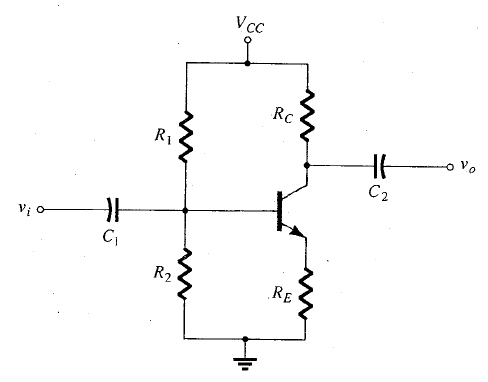 V_CC
R_1
R_C
v_i
C_1
C_2
v_o
R_2
R_E